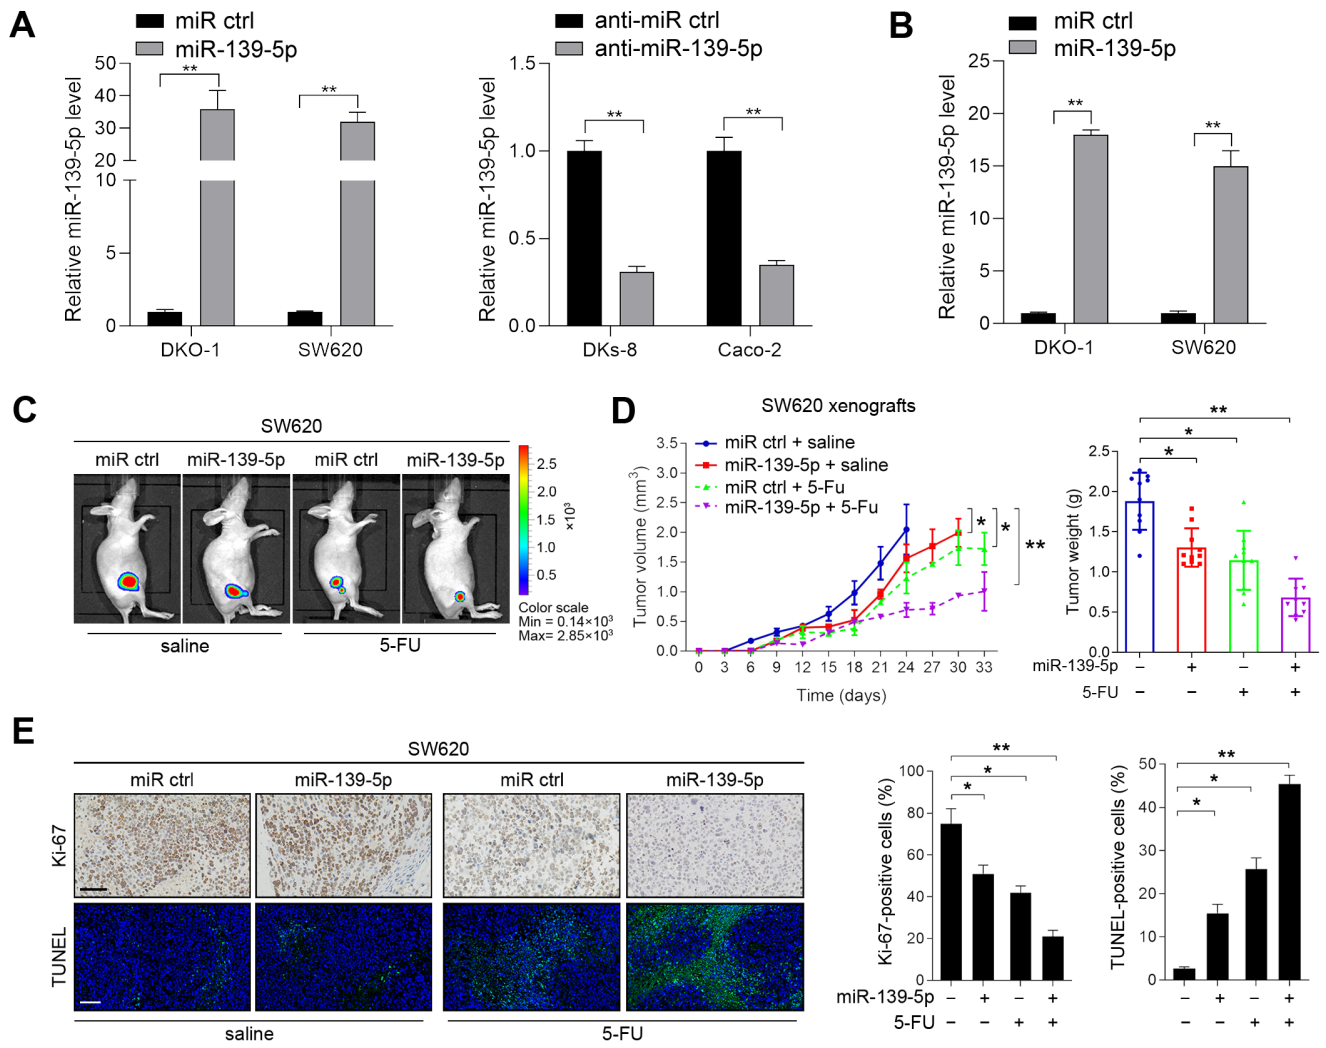 A
miR ctrl
miR-139-5p
Relative miR-139-5p level
50
40
30
20
10
5
0
**
**
DKO-1
SW620
anti-miR ctrl
anti-miR-139-5p
Relative miR-139-5p level
1.5
1.0
0.5
0.0
**
**
DKs-8
Caco-2
B
miR ctrl
miR-139-5p
Relative miR-139-5p level
25
20
15
10
5
0
**
**
DKO-1
SW620
C
SW620
miR ctrl
miR-139-5p
miR ctrl
miR-139-5p
2.5
2.0
1.5
1.0
0.5
×10³
Color scale
Min = 0.14×10³
Max= 2.85×10³
saline
5-FU
D
SW620 xenografts
miR ctrl + saline
miR-139-5p + saline
miR ctrl + 5-Fu
miR-139-5p + 5-Fu
Tumor volume (mm³)
3.5
3.0
2.5
2.0
1.5
1.0
0.5
0.0
0 3 6 9 12 15 18 21 24 27 30 33
Time (days)
*
*
**
Tumor weight (g)
2.5
2.0
1.5
1.0
0.5
0.0
**
*
*
miR-139-5p − + − +
5-FU − − + +
E
SW620
miR ctrl
miR-139-5p
miR ctrl
miR-139-5p
Ki-67
TUNEL
saline
5-FU
Ki-67-positive cells (%)
100
80
60
40
20
0
**
*
*
miR-139-5p − + − +
5-FU − − + +
TUNEL-positive cells (%)
50
40
30
20
10
0
**
*
*
− + − +
− − + +